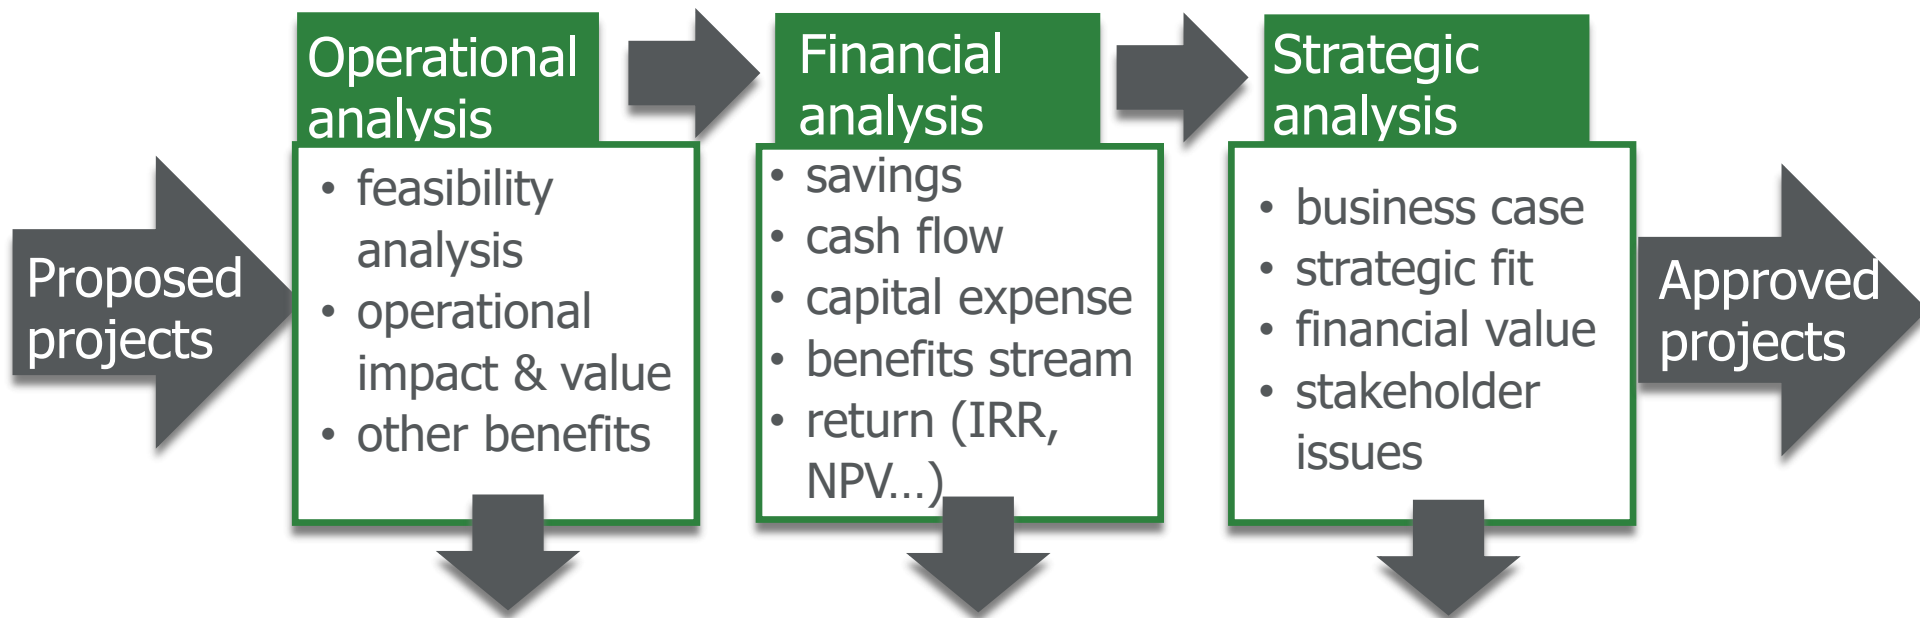 Proposed
projects
Operational
analysis
• feasibility
analysis
• operational
impact & value
• other benefits
Financial
analysis
• savings
• cash flow
• capital expense
• benefits stream
• return (IRR,
NPV...)
Strategic
analysis
• business case
• strategic fit
• financial value
• stakeholder
issues
Approved
projects